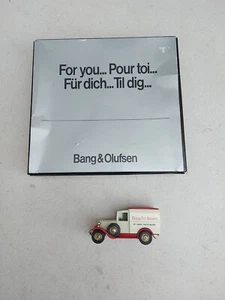 For you... Pour toi...
Für dich...Til dig...
Bang & Olufsen